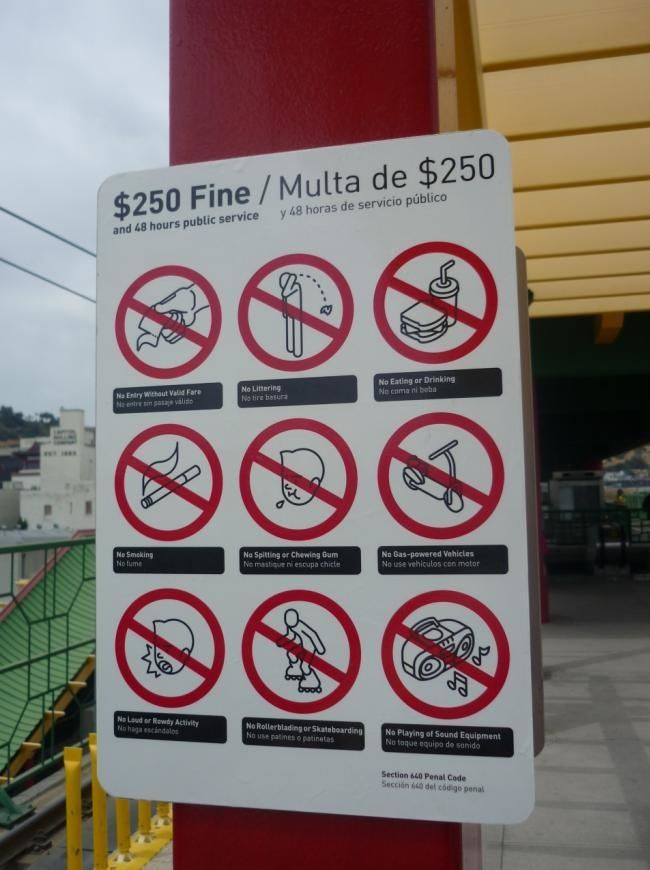 $250 Fine / Multa de $250
and 48 hours public service y 48 horas de servicio público
No Entry Without Valid Fare
No entre sin pasaje válido
No Littering
No tire basura
No Eating or Drinking
No coma ni beba
No Smoking
No fume
No Spitting or Chewing Gum
No mastique ni escupa chicle
No Gas-powered Vehicles
No use vehículos con motor
No Loud or Rowdy Activity
No haga escándalos
No Rollerblading or Skateboarding
No use patines o patinetas
No Playing of Sound Equipment
No toque equipo de sonido
Section 640 Penal Code
Sección 640 del código penal
CAPITOL
MILLING
COMPANY
EST. 1883